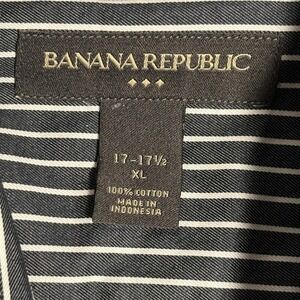 BANANA REPUBLIC
17-17½
XL
100% COTTON
MADE IN
INDONESIA